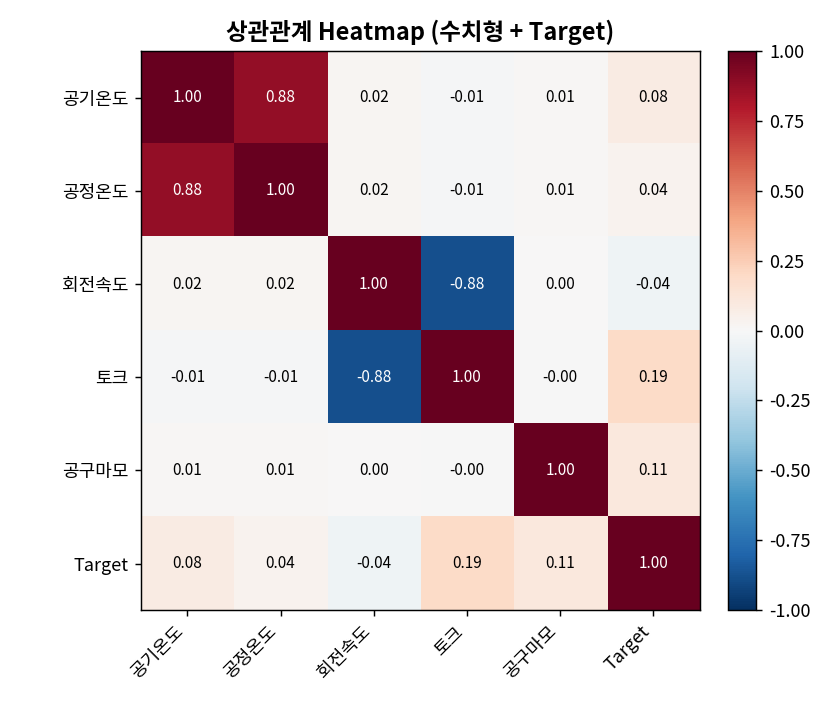 상관관계 Heatmap (수치형 + Target)
공기온도 1.00 0.88 0.02 -0.01 0.01 0.08
공정온도 0.88 1.00 0.02 -0.01 0.01 0.04
회전속도 0.02 0.02 1.00 -0.88 0.00 -0.04
토크 -0.01 -0.01 -0.88 1.00 -0.00 0.19
공구마모 0.01 0.01 0.00 -0.00 1.00 0.11
Target 0.08 0.04 -0.04 0.19 0.11 1.00
공기온도 공정온도 회전속도 토크 공구마모 Target
1.00
0.75
0.50
0.25
0.00
-0.25
-0.50
-0.75
-1.00